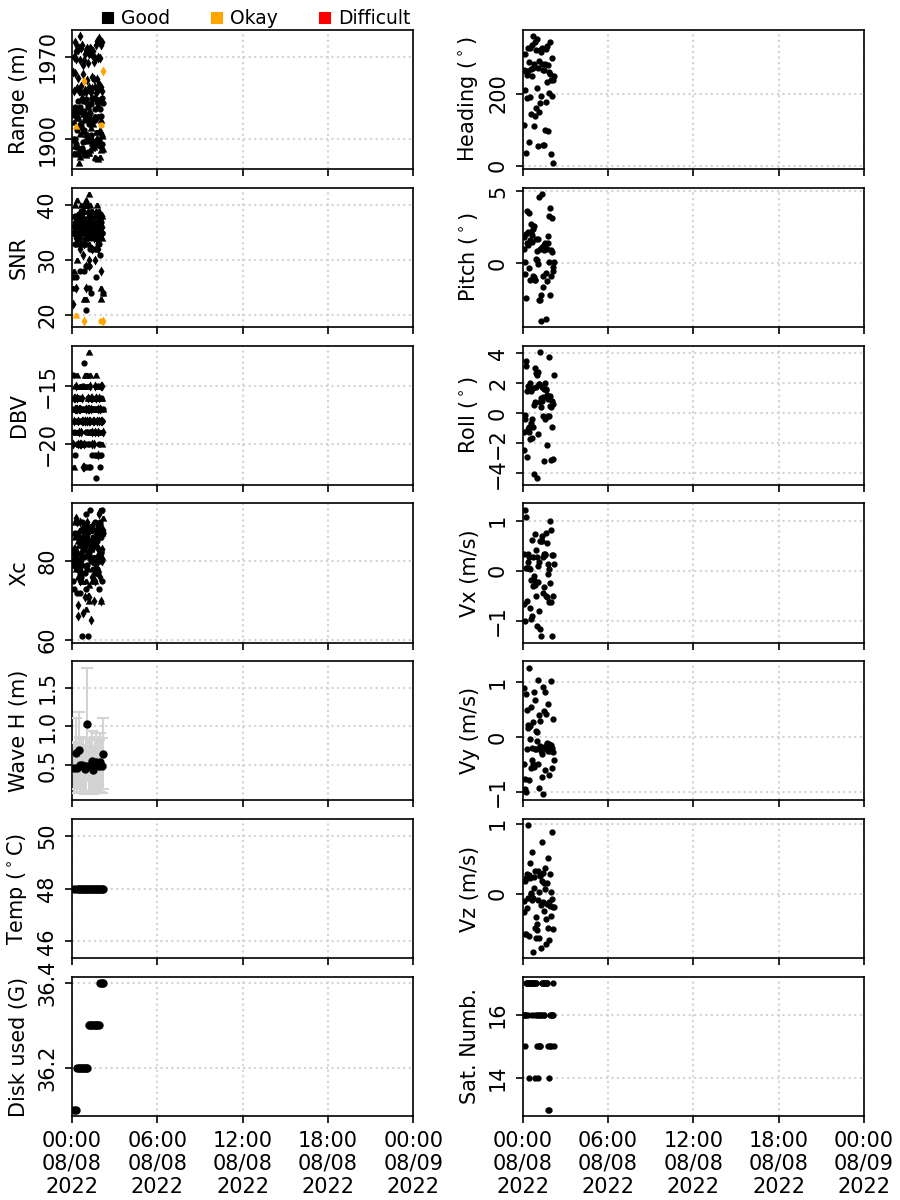 Good Okay Difficult
Range (m)
1970
1900
Heading (°)
200
0
SNR
40
30
20
Pitch (°)
5
0
DBV
−15
−20
Roll (°)
4
2
0
−2
−4
Xc
80
60
Vx (m/s)
1
0
−1
Wave H (m)
1.5
1.0
0.5
Vy (m/s)
1
0
−1
Temp (°C)
50
48
46
Vz (m/s)
1
0
Disk used (G)
36.4
36.2
Sat. Numb.
16
14
00:00 06:00 12:00 18:00 00:00
08/08 08/08 08/08 08/08 08/09
2022 2022 2022 2022 2022
00:00 06:00 12:00 18:00 00:00
08/08 08/08 08/08 08/08 08/09
2022 2022 2022 2022 2022